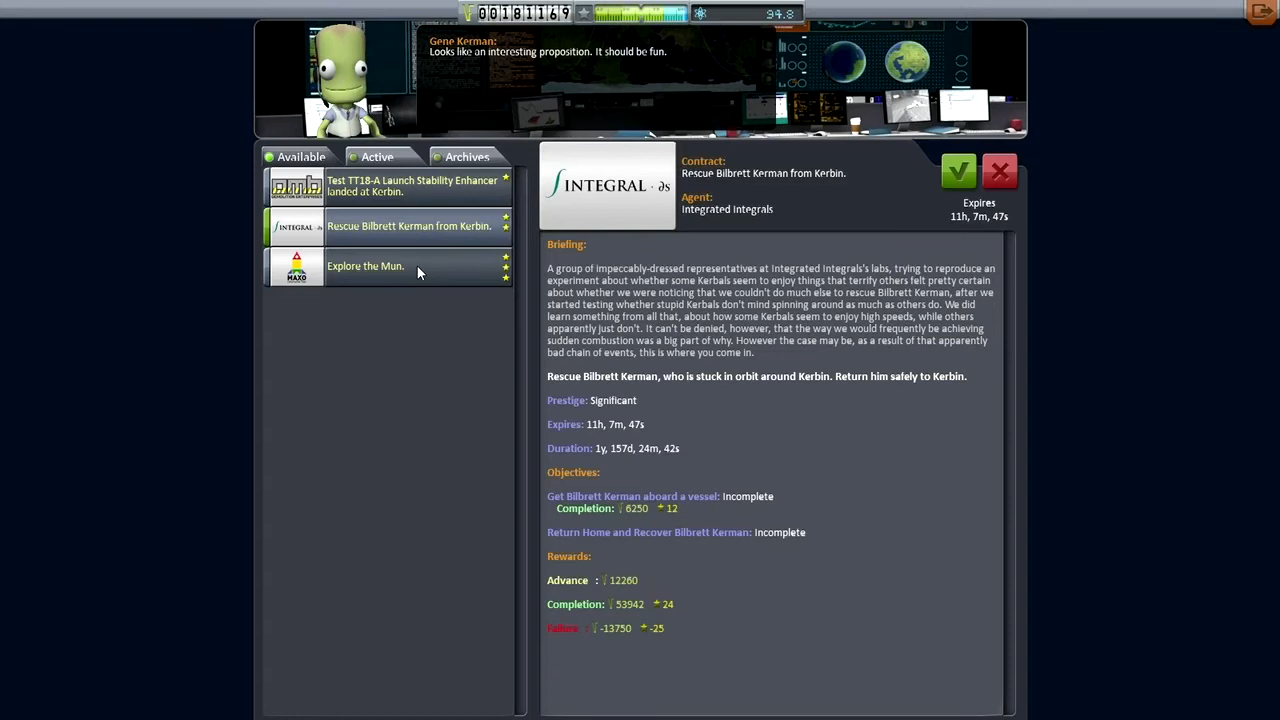 00181169
94.8
Gene Kerman:
Looks like an interesting proposition. It should be fun.
Available
Active
Archives
Test TT18-A Launch Stability Enhancer
landed at Kerbin.
INTEGRAL · ∂s
Rescue Bilbrett Kerman from Kerbin.
MAXO
Explore the Mun.
∫INTEGRAL · ∂s
Contract:
Rescue Bilbrett Kerman from Kerbin.
Agent:
Integrated Integrals
Expires
11h, 7m, 47s
Briefing:
A group of impeccably-dressed representatives at Integrated Integrals's labs, trying to reproduce an
experiment about whether some Kerbals seem to enjoy things that terrify others felt pretty certain
about whether we were noticing that we couldn't do much else to rescue Bilbrett Kerman, after we
started testing whether stupid Kerbals don't mind spinning around as much as others do. We did
learn something from all that, about how some Kerbals seem to enjoy high speeds, while others
apparently just don't. It can't be denied, however, that the way we would frequently be achieving
sudden combustion was a big part of why. However the case may be, as a result of that apparently
bad chain of events, this is where you come in.
Rescue Bilbrett Kerman, who is stuck in orbit around Kerbin. Return him safely to Kerbin.
Prestige: Significant
Expires: 11h, 7m, 47s
Duration: 1y, 157d, 24m, 42s
Objectives:
Get Bilbrett Kerman aboard a vessel: Incomplete
Completion: 6250 12
Return Home and Recover Bilbrett Kerman: Incomplete
Rewards:
Advance : 12260
Completion: 53942 24
Failure : -13750 -25